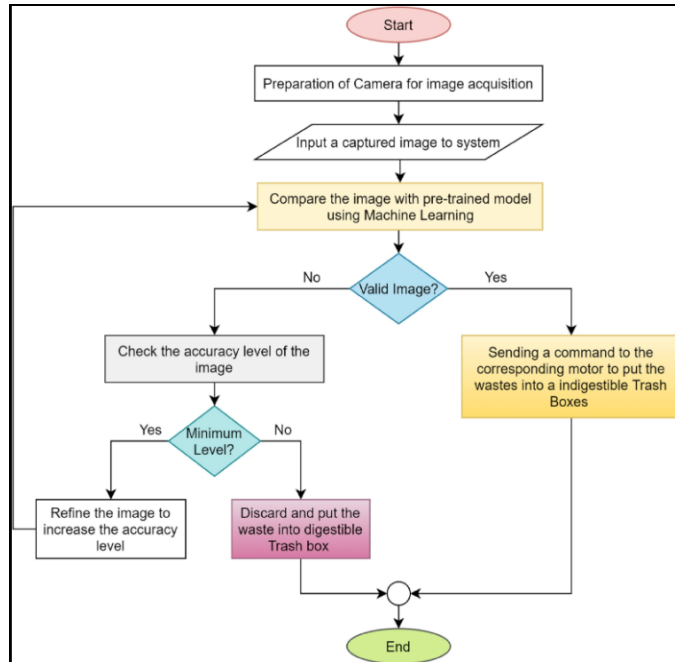 Start
Preparation of Camera for image acquisition
Input a captured image to system
Compare the image with pre-trained model
using Machine Learning
No
Valid Image?
Yes
Check the accuracy level of the
image
Sending a command to the
corresponding motor to put the
wastes into a indigestible Trash
Boxes
Yes
Minimum
Level?
No
Refine the image to
increase the accuracy
level
Discard and put the
waste into digestible
Trash box
End